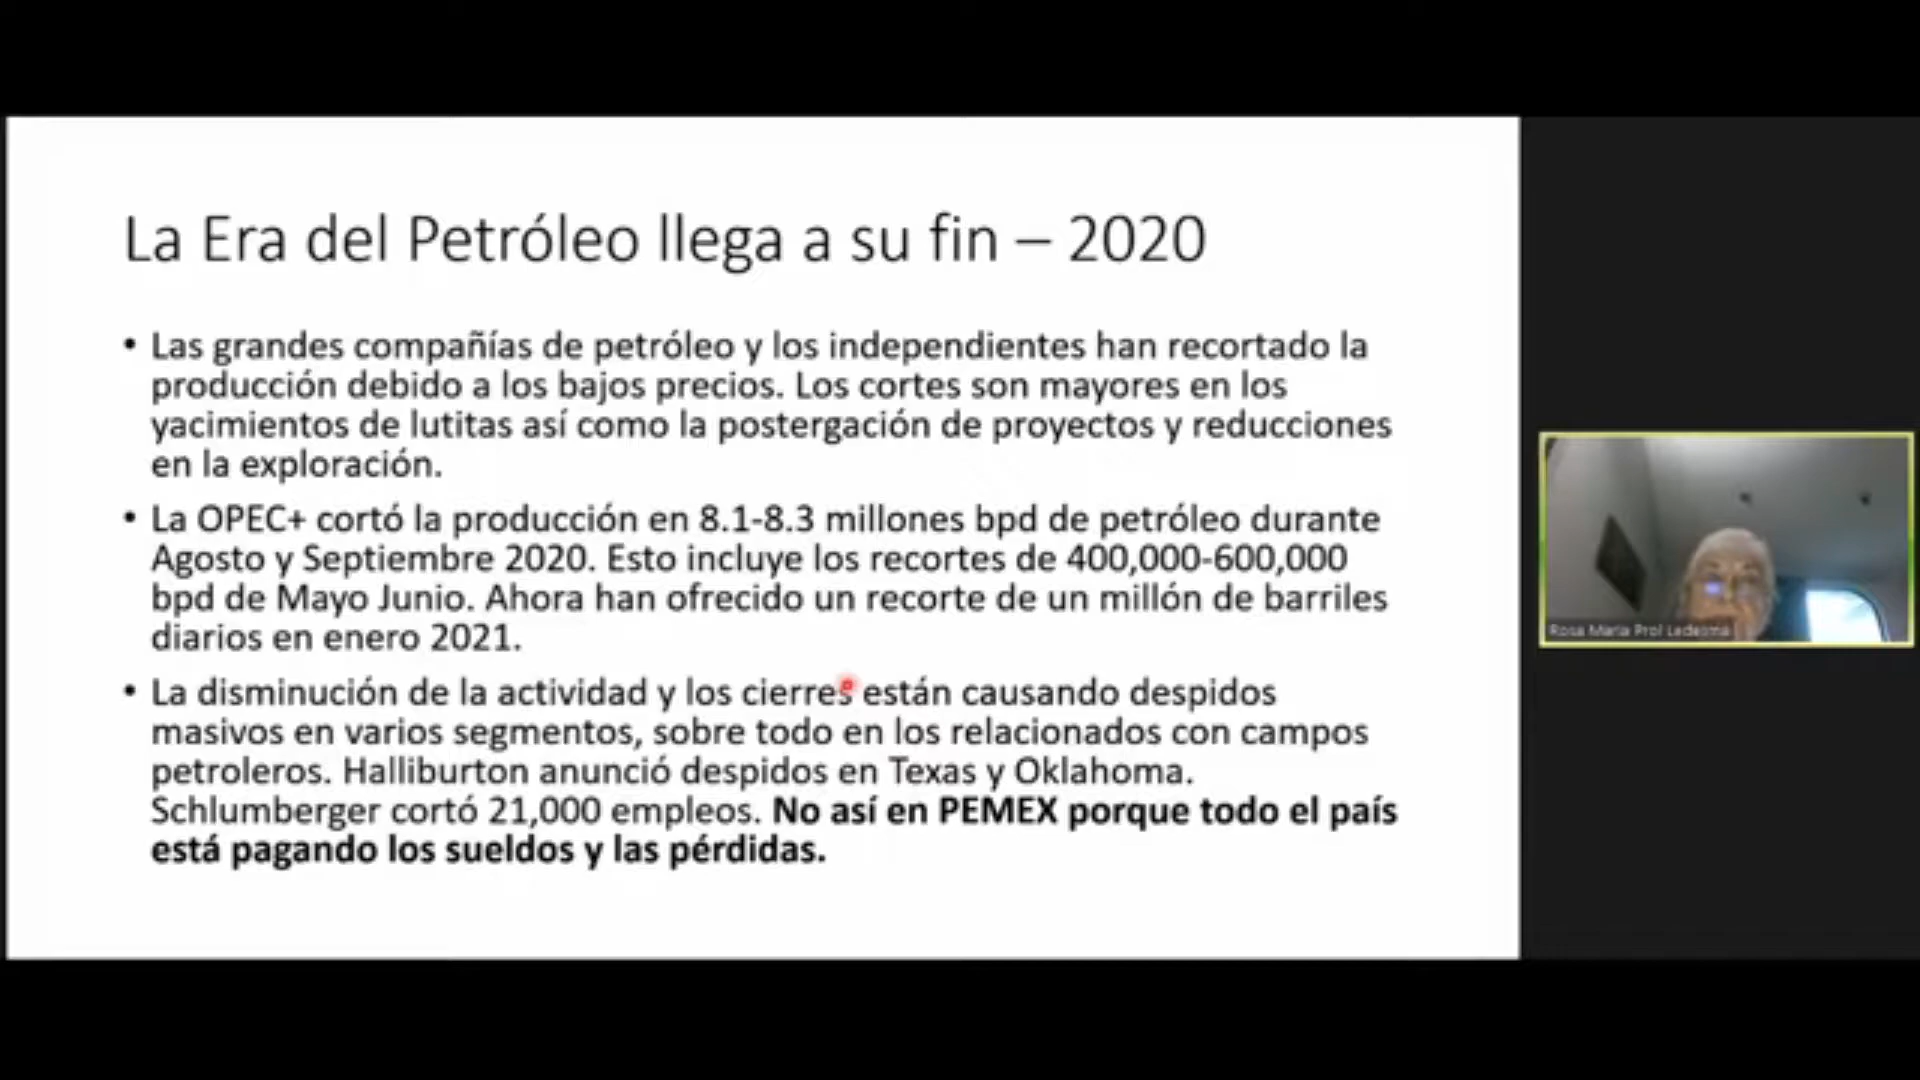 La Era del Petróleo llega a su fin – 2020
• Las grandes compañías de petróleo y los independientes han recortado la
producción debido a los bajos precios. Los cortes son mayores en los
yacimientos de lutitas así como la postergación de proyectos y reducciones
en la exploración.
• La OPEC+ cortó la producción en 8.1-8.3 millones bpd de petróleo durante
Agosto y Septiembre 2020. Esto incluye los recortes de 400,000-600,000
bpd de Mayo Junio. Ahora han ofrecido un recorte de un millón de barriles
diarios en enero 2021.
• La disminución de la actividad y los cierres están causando despidos
masivos en varios segmentos, sobre todo en los relacionados con campos
petroleros. Halliburton anunció despidos en Texas y Oklahoma.
Schlumberger cortó 21,000 empleos. No así en PEMEX porque todo el país
está pagando los sueldos y las pérdidas.
Rosa Maria Prol Ledesma